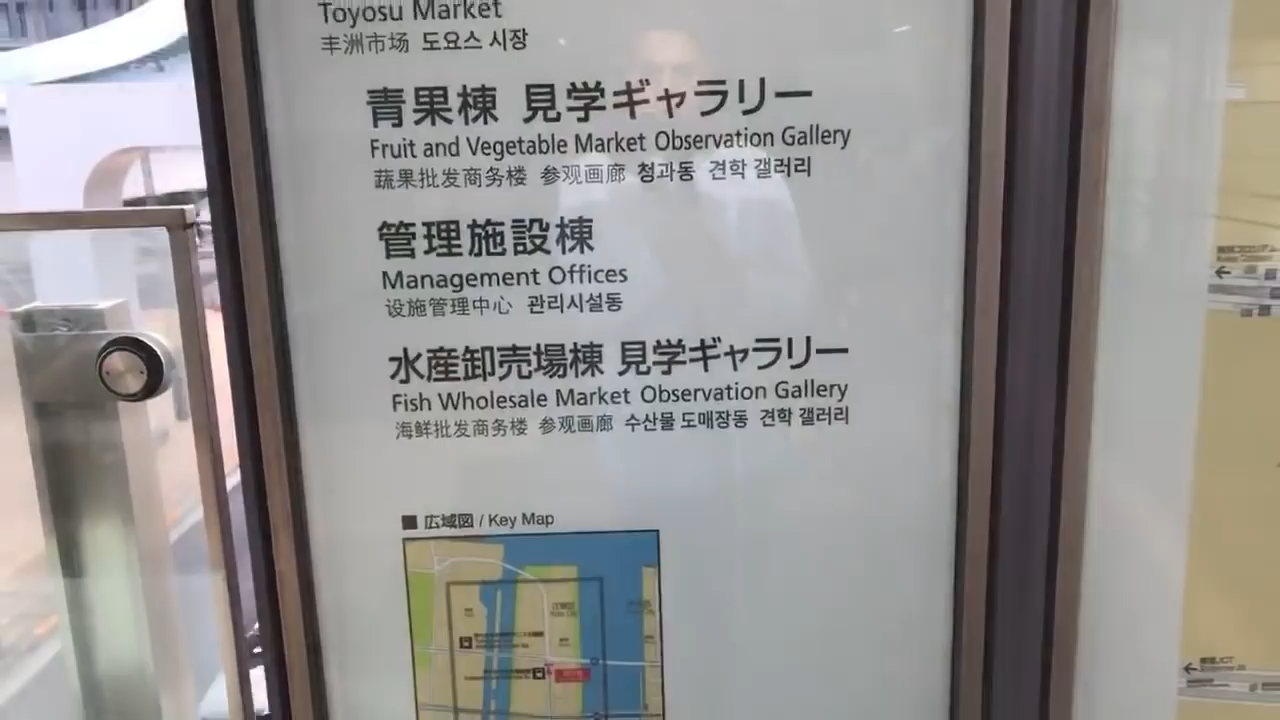 Toyosu Market
丰洲市场 도요스 시장
青果棟 見学ギャラリー
Fruit and Vegetable Market Observation Gallery
蔬果批发商务楼 参观画廊 청과동 견학 갤러리
管理施設棟
Management Offices
设施管理中心 관리시설동
水産卸売場棟 見学ギャラリー
Fish Wholesale Market Observation Gallery
海鲜批发商务楼 参观画廊 수산물 도매장동 견학 갤러리
■ 広域図 / Key Map